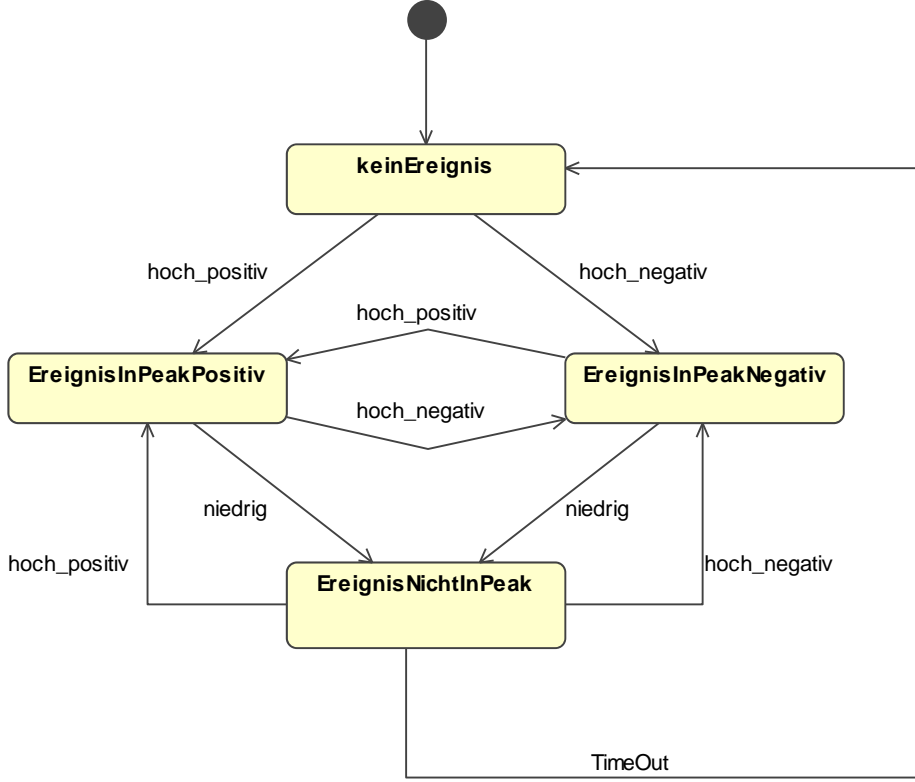 keinEreignis
hoch_positiv
hoch_negativ
hoch_positiv
EreignisInPeakPositiv
EreignisInPeakNegativ
hoch_negativ
niedrig
niedrig
hoch_positiv
hoch_negativ
EreignisNichtInPeak
TimeOut